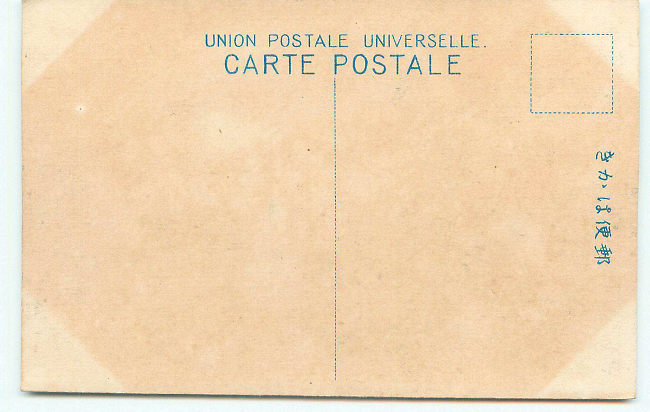 UNION POSTALE UNIVERSELLE.
CARTE POSTALE
郵便はかき